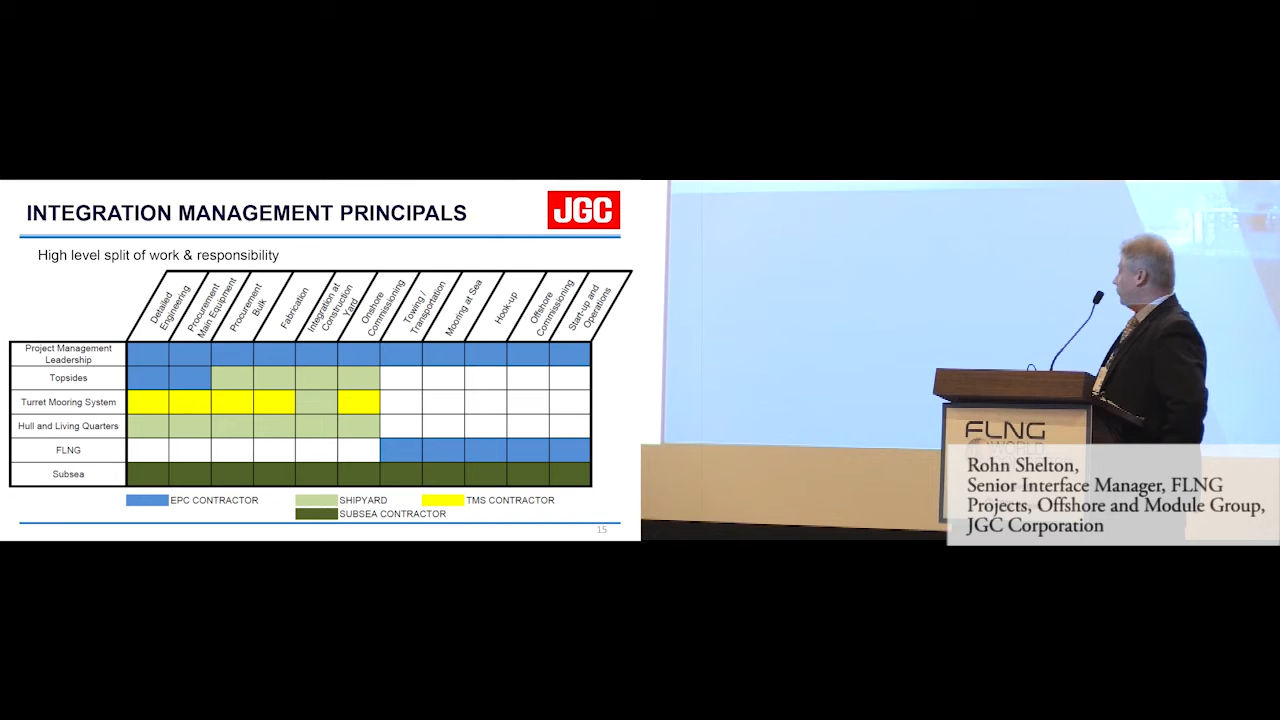 INTEGRATION MANAGEMENT PRINCIPALS
JGC
High level split of work & responsibility
Detailed
Engineering
Procurement
Main Equipment
Procurement
Bulk
Fabrication
Integration at
Construction
Yard
Onshore
Commissioning
Towing /
Transportation
Mooring at Sea
Hook-up
Offshore
Commissioning
Start-up and
Operations
Project Management
Leadership
Topsides
Turret Mooring System
Hull and Living Quarters
FLNG
Subsea
EPC CONTRACTOR
SHIPYARD
TMS CONTRACTOR
SUBSEA CONTRACTOR
15
FLNG
WORLD
Rohn Shelton,
Senior Interface Manager, FLNG
Projects, Offshore and Module Group,
JGC Corporation